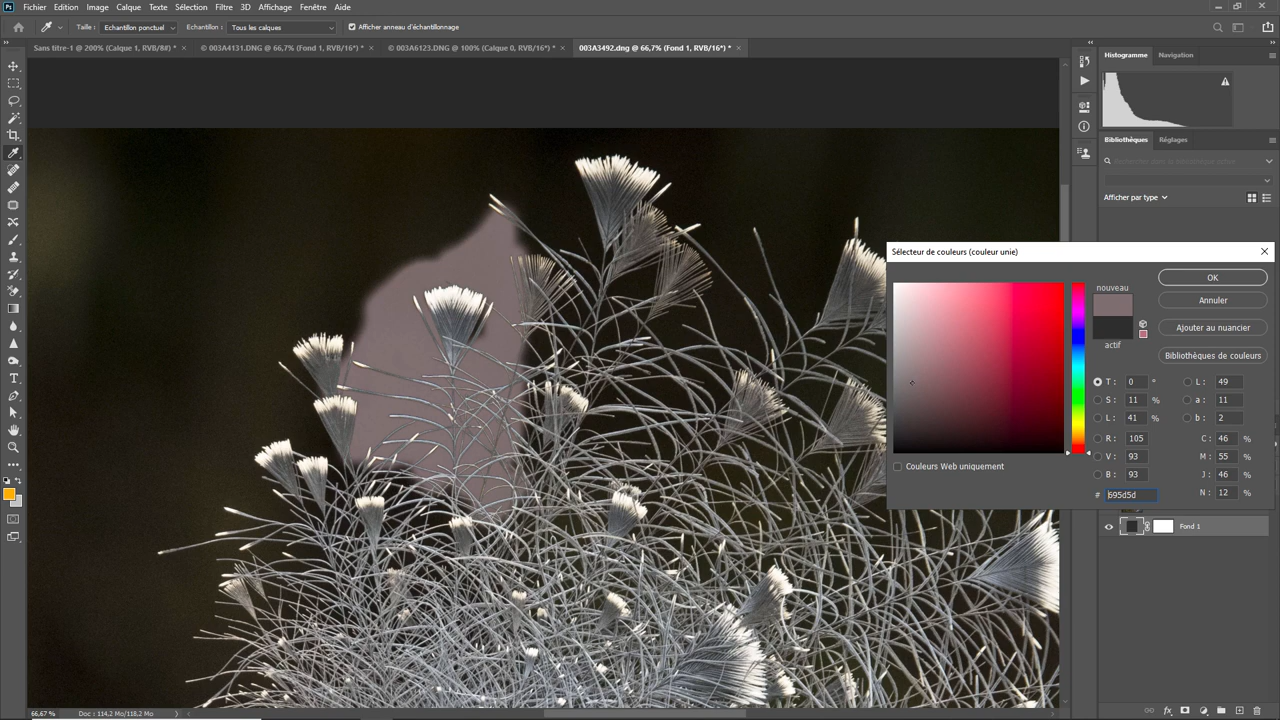 Ps Fichier Edition Image Calque Texte Sélection Filtre 3D Affichage Fenêtre Aide
Taille : Echantillon ponctuel Echantillon : Tous les calques Afficher anneau d'échantillonnage
Sans titre-1 @ 200% (Calque 1, RVB/8#) * × © 003A4131.DNG @ 66,7% (Fond 1, RVB/16*) * × © 003A6123.DNG @ 100% (Calque 0, RVB/16*) * × 003A3492.dng @ 66,7% (Fond 1, RVB/16*) * ×
Histogramme Navigation
Bibliothèques Réglages
Afficher par type
Sélecteur de couleurs (couleur unie)
nouveau
actif
OK
Annuler
Ajouter au nuancier
Bibliothèques de couleurs
T : 0 ° L : 49
S : 11 % a : 11
L : 41 % b : 2
R : 105 C : 46 %
V : 93 M : 55 %
B : 93 J : 46 %
# 695d5d N : 12 %
Couleurs Web uniquement
Fond 1
66,67 % Doc : 114,2 Mo/118,2 Mo